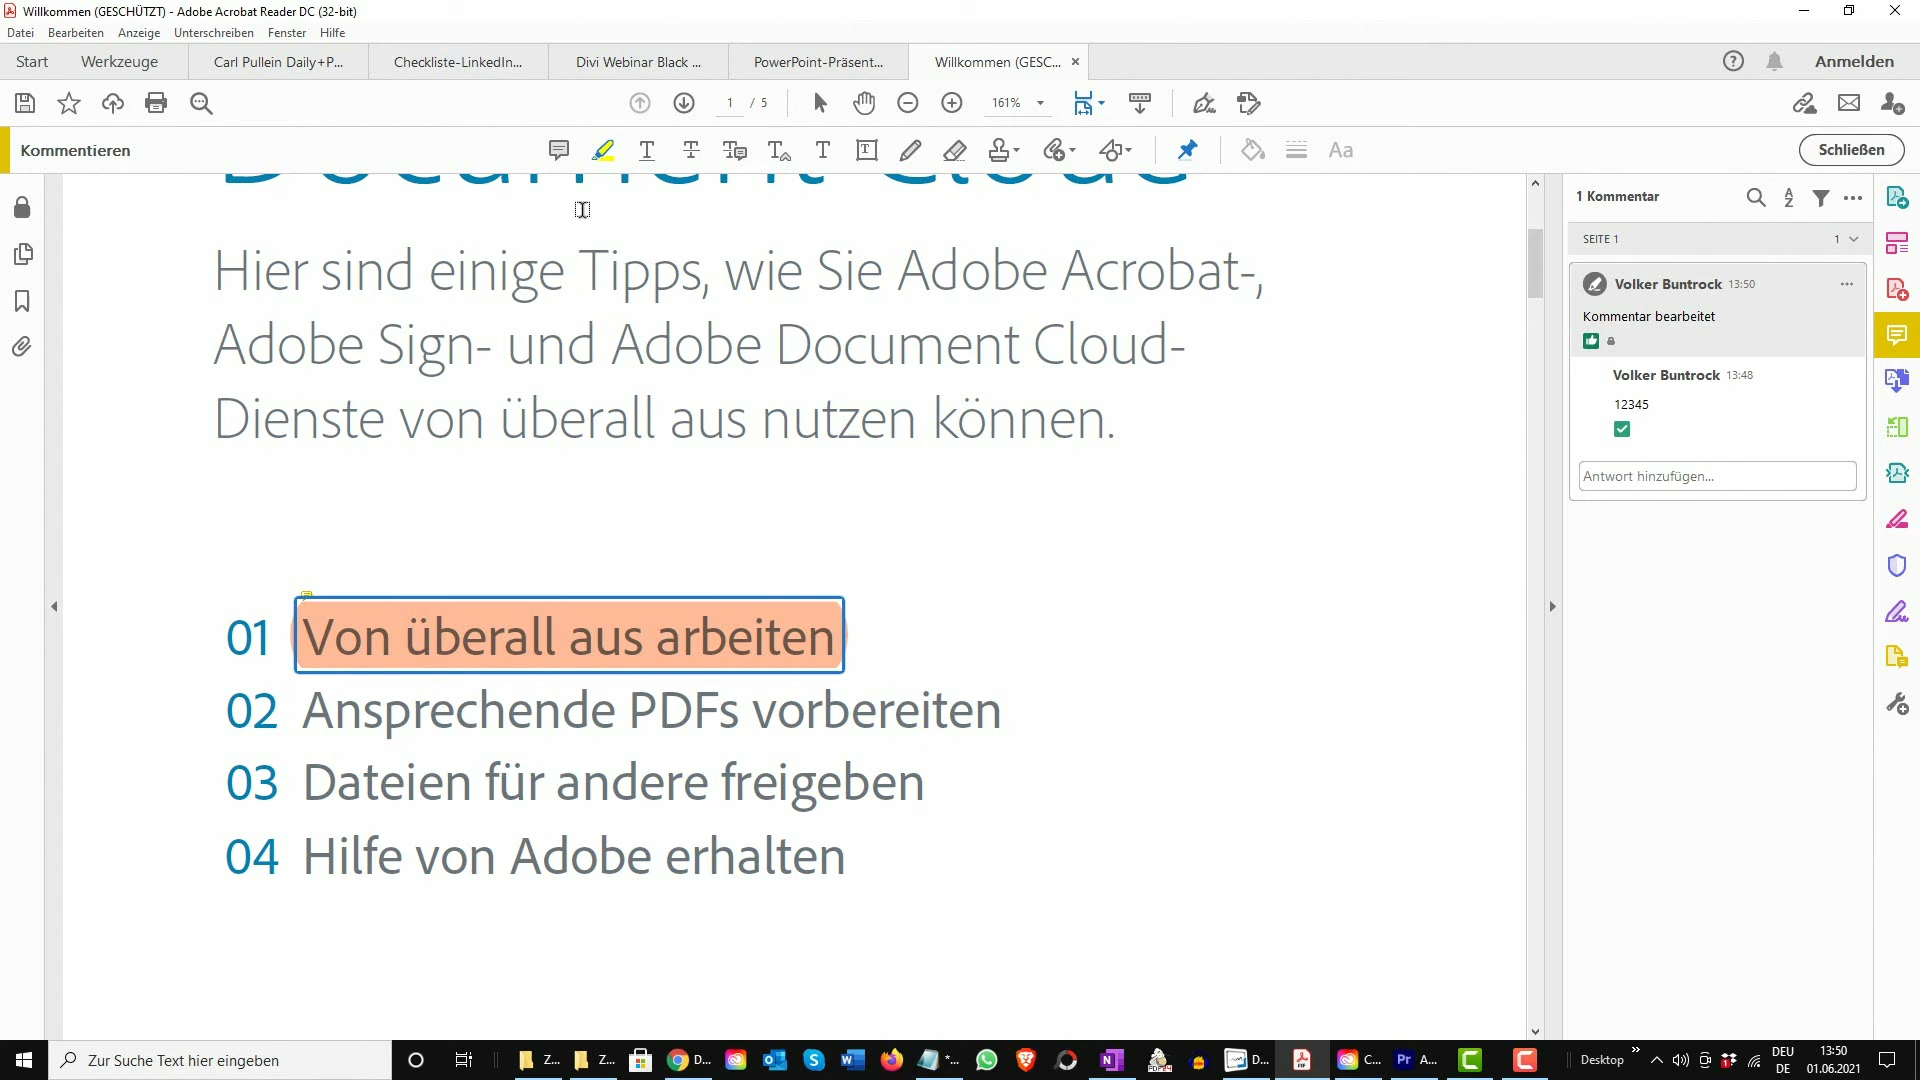 Willkommen (GESCHÜTZT) - Adobe Acrobat Reader DC (32-bit)
Datei Bearbeiten Anzeige Unterschreiben Fenster Hilfe
Start Werkzeuge Carl Pullein Daily+P... Checkliste-LinkedIn... Divi Webinar Black ... PowerPoint-Präsent... Willkommen (GESC... × Anmelden
1 / 5 161%
Kommentieren Aa Schließen
Document Cloud
Hier sind einige Tipps, wie Sie Adobe Acrobat-,
Adobe Sign- und Adobe Document Cloud-
Dienste von überall aus nutzen können.
01 Von überall aus arbeiten
02 Ansprechende PDFs vorbereiten
03 Dateien für andere freigeben
04 Hilfe von Adobe erhalten
1 Kommentar
SEITE 1 1
Volker Buntrock 13:50
Kommentar bearbeitet
Volker Buntrock 13:48
12345
Antwort hinzufügen...
Zur Suche Text hier eingeben Z... Z... D... *... D... C... A... Desktop DEU 13:50
DE 01.06.2021